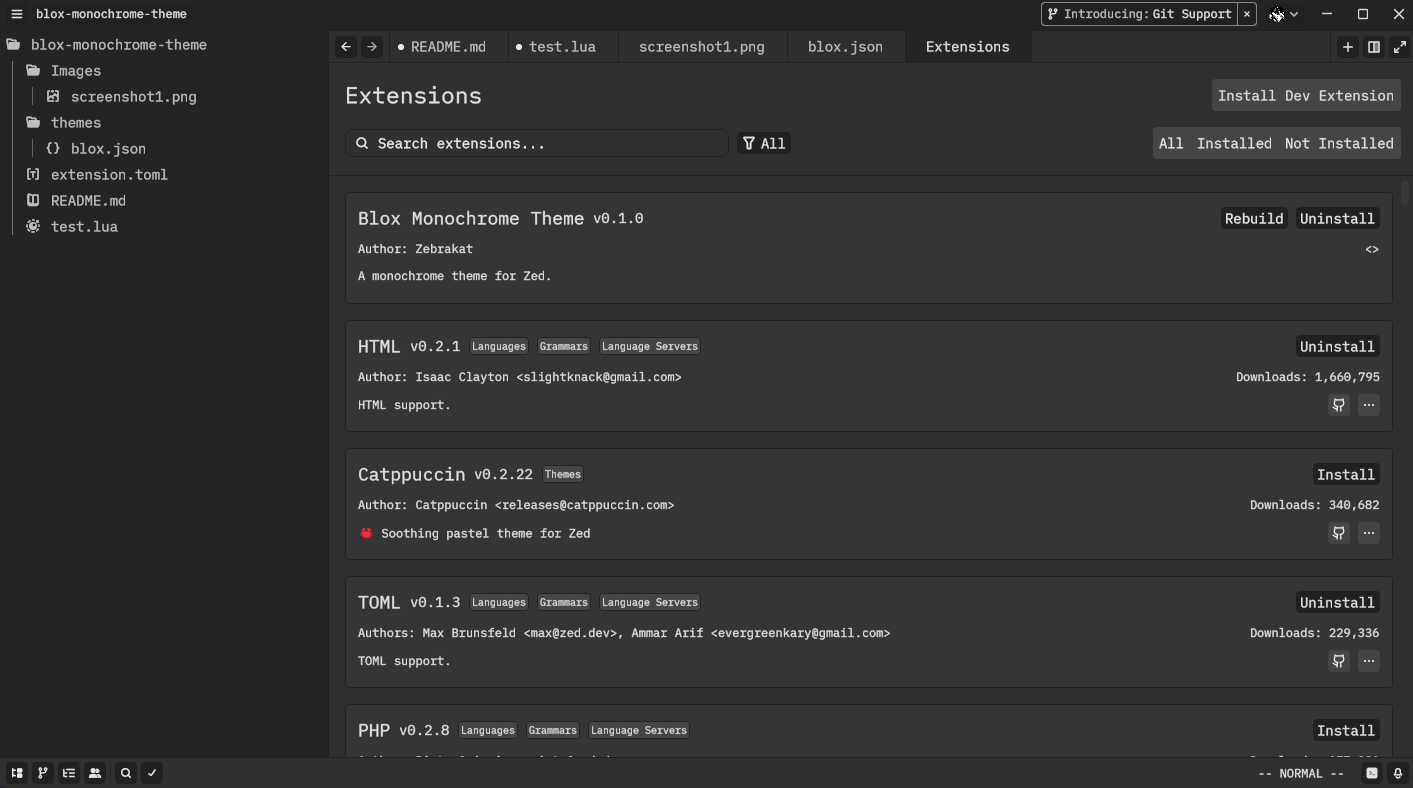 blox-monochrome-theme
Introducing: Git Support
blox-monochrome-theme
Images
screenshot1.png
themes
blox.json
extension.toml
README.md
test.lua
README.md test.lua screenshot1.png blox.json Extensions
Extensions
Install Dev Extension
Search extensions... All
All Installed Not Installed
Blox Monochrome Theme v0.1.0
Rebuild Uninstall
Author: Zebrakat
<>
A monochrome theme for Zed.
HTML v0.2.1 Languages Grammars Language Servers
Uninstall
Author: Isaac Clayton <slightknack@gmail.com>
Downloads: 1,660,795
HTML support.
Catppuccin v0.2.22 Themes
Install
Author: Catppuccin <releases@catppuccin.com>
Downloads: 340,682
Soothing pastel theme for Zed
TOML v0.1.3 Languages Grammars Language Servers
Uninstall
Authors: Max Brunsfeld <max@zed.dev>, Ammar Arif <evergreenkary@gmail.com>
Downloads: 229,336
TOML support.
PHP v0.2.8 Languages Grammars Language Servers
Install
-- NORMAL --